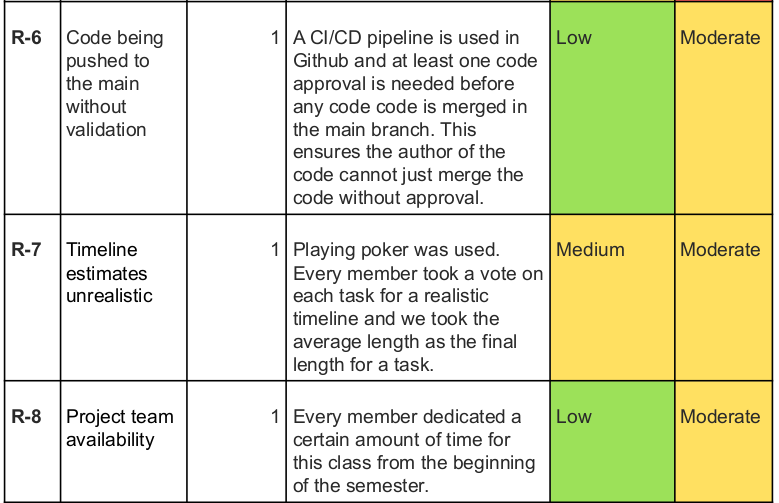 R-6
Code being
pushed to
the main
without
validation
1
A CI/CD pipeline is used in
Github and at least one code
approval is needed before
any code code is merged in
the main branch. This
ensures the author of the
code cannot just merge the
code without approval.
Low
Moderate
R-7
Timeline
estimates
unrealistic
1
Playing poker was used.
Every member took a vote on
each task for a realistic
timeline and we took the
average length as the final
length for a task.
Medium
Moderate
R-8
Project team
availability
1
Every member dedicated a
certain amount of time for
this class from the beginning
of the semester.
Low
Moderate